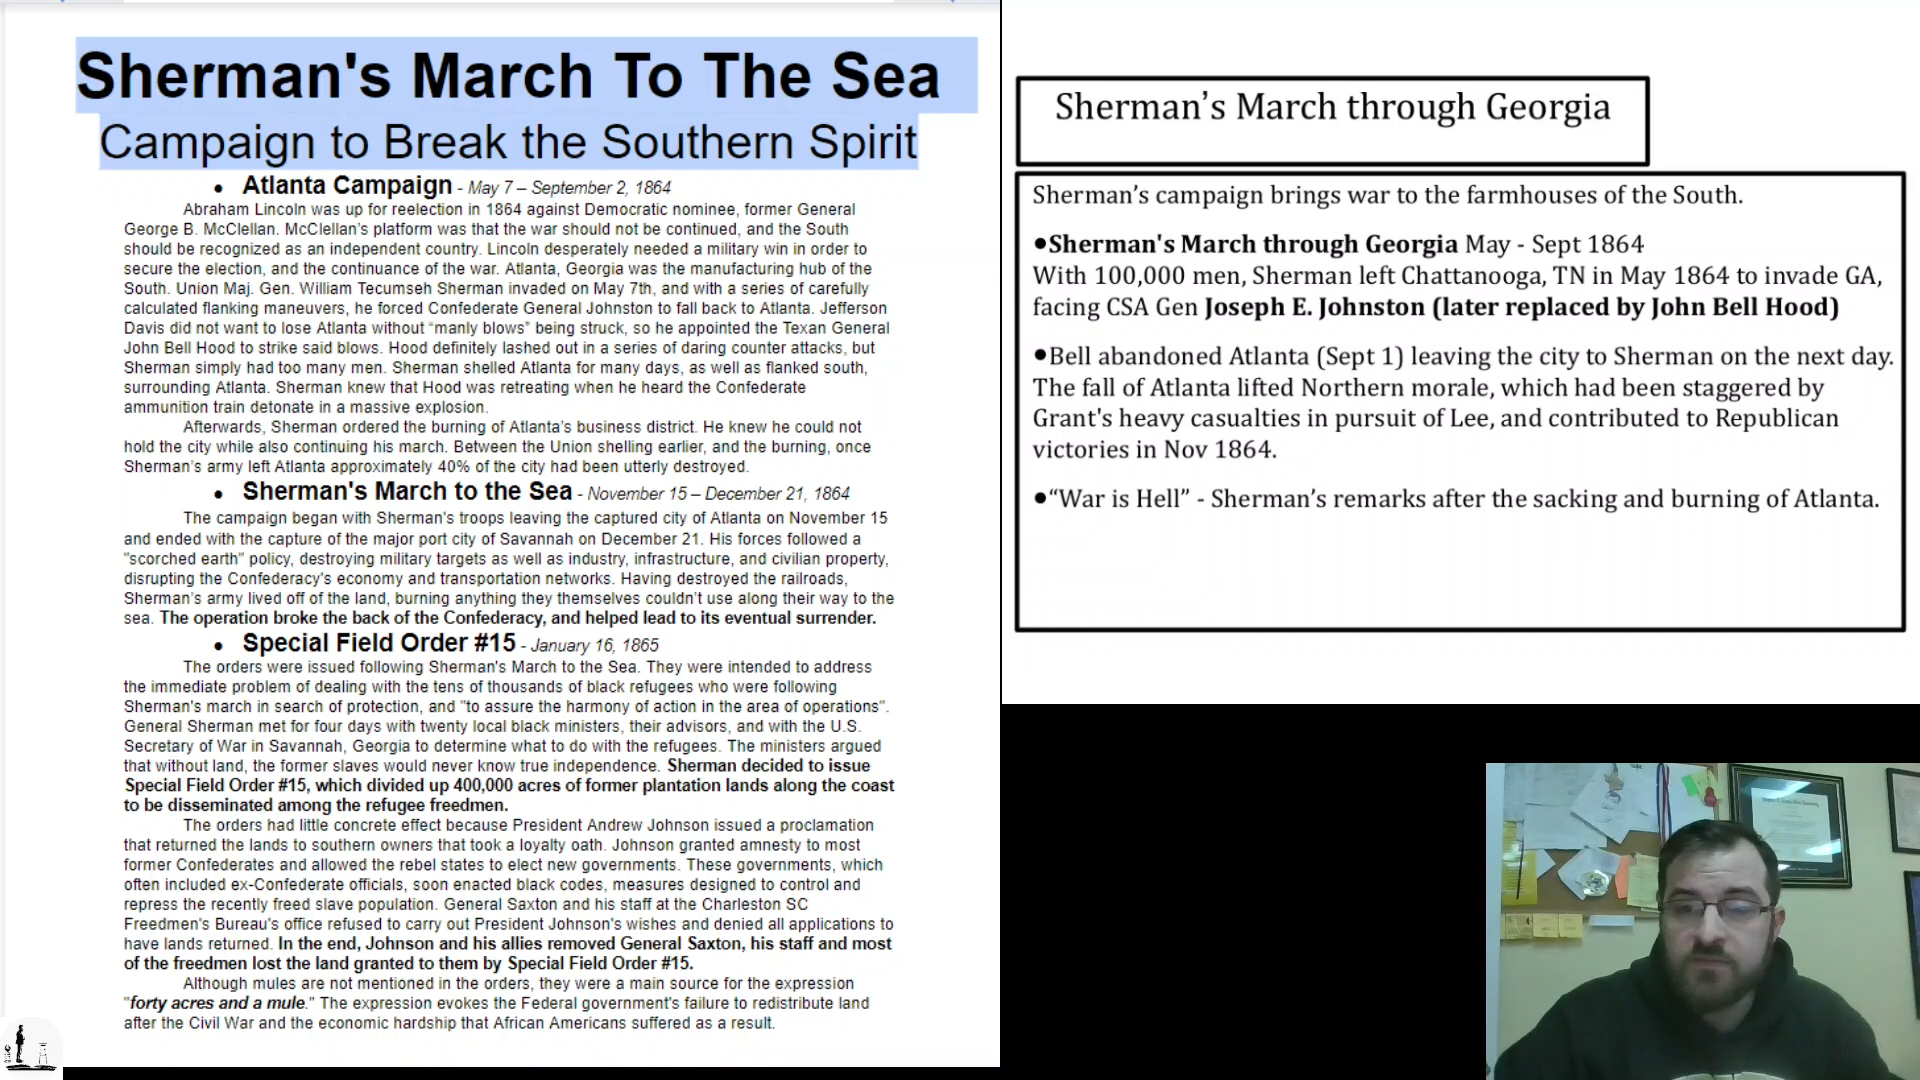 Sherman's March To The Sea
Campaign to Break the Southern Spirit
• Atlanta Campaign - May 7 – September 2, 1864
Abraham Lincoln was up for reelection in 1864 against Democratic nominee, former General
George B. McClellan. McClellan's platform was that the war should not be continued, and the South
should be recognized as an independent country. Lincoln desperately needed a military win in order to
secure the election, and the continuance of the war. Atlanta, Georgia was the manufacturing hub of the
South. Union Maj. Gen. William Tecumseh Sherman invaded on May 7th, and with a series of carefully
calculated flanking maneuvers, he forced Confederate General Johnston to fall back to Atlanta. Jefferson
Davis did not want to lose Atlanta without “manly blows” being struck, so he appointed the Texan General
John Bell Hood to strike said blows. Hood definitely lashed out in a series of daring counter attacks, but
Sherman simply had too many men. Sherman shelled Atlanta for many days, as well as flanked south,
surrounding Atlanta. Sherman knew that Hood was retreating when he heard the Confederate
ammunition train detonate in a massive explosion.
Afterwards, Sherman ordered the burning of Atlanta’s business district. He knew he could not
hold the city while also continuing his march. Between the Union shelling earlier, and the burning, once
Sherman’s army left Atlanta approximately 40% of the city had been utterly destroyed.
• Sherman's March to the Sea - November 15 – December 21, 1864
The campaign began with Sherman's troops leaving the captured city of Atlanta on November 15
and ended with the capture of the major port city of Savannah on December 21. His forces followed a
"scorched earth" policy, destroying military targets as well as industry, infrastructure, and civilian property,
disrupting the Confederacy's economy and transportation networks. Having destroyed the railroads,
Sherman’s army lived off of the land, burning anything they themselves couldn’t use along their way to the
sea. The operation broke the back of the Confederacy, and helped lead to its eventual surrender.
• Special Field Order #15 - January 16, 1865
The orders were issued following Sherman's March to the Sea. They were intended to address
the immediate problem of dealing with the tens of thousands of black refugees who were following
Sherman's march in search of protection, and "to assure the harmony of action in the area of operations".
General Sherman met for four days with twenty local black ministers, their advisors, and with the U.S.
Secretary of War in Savannah, Georgia to determine what to do with the refugees. The ministers argued
that without land, the former slaves would never know true independence. Sherman decided to issue
Special Field Order #15, which divided up 400,000 acres of former plantation lands along the coast
to be disseminated among the refugee freedmen.
The orders had little concrete effect because President Andrew Johnson issued a proclamation
that returned the lands to southern owners that took a loyalty oath. Johnson granted amnesty to most
former Confederates and allowed the rebel states to elect new governments. These governments, which
often included ex-Confederate officials, soon enacted black codes, measures designed to control and
repress the recently freed slave population. General Saxton and his staff at the Charleston SC
Freedmen's Bureau's office refused to carry out President Johnson's wishes and denied all applications to
have lands returned. In the end, Johnson and his allies removed General Saxton, his staff and most
of the freedmen lost the land granted to them by Special Field Order #15.
Although mules are not mentioned in the orders, they were a main source for the expression
"forty acres and a mule." The expression evokes the Federal government's failure to redistribute land
after the Civil War and the economic hardship that African Americans suffered as a result.
Sherman’s March through Georgia
Sherman’s campaign brings war to the farmhouses of the South.
•Sherman's March through Georgia May - Sept 1864
With 100,000 men, Sherman left Chattanooga, TN in May 1864 to invade GA,
facing CSA Gen Joseph E. Johnston (later replaced by John Bell Hood)
•Bell abandoned Atlanta (Sept 1) leaving the city to Sherman on the next day.
The fall of Atlanta lifted Northern morale, which had been staggered by
Grant's heavy casualties in pursuit of Lee, and contributed to Republican
victories in Nov 1864.
•“War is Hell” - Sherman’s remarks after the sacking and burning of Atlanta.